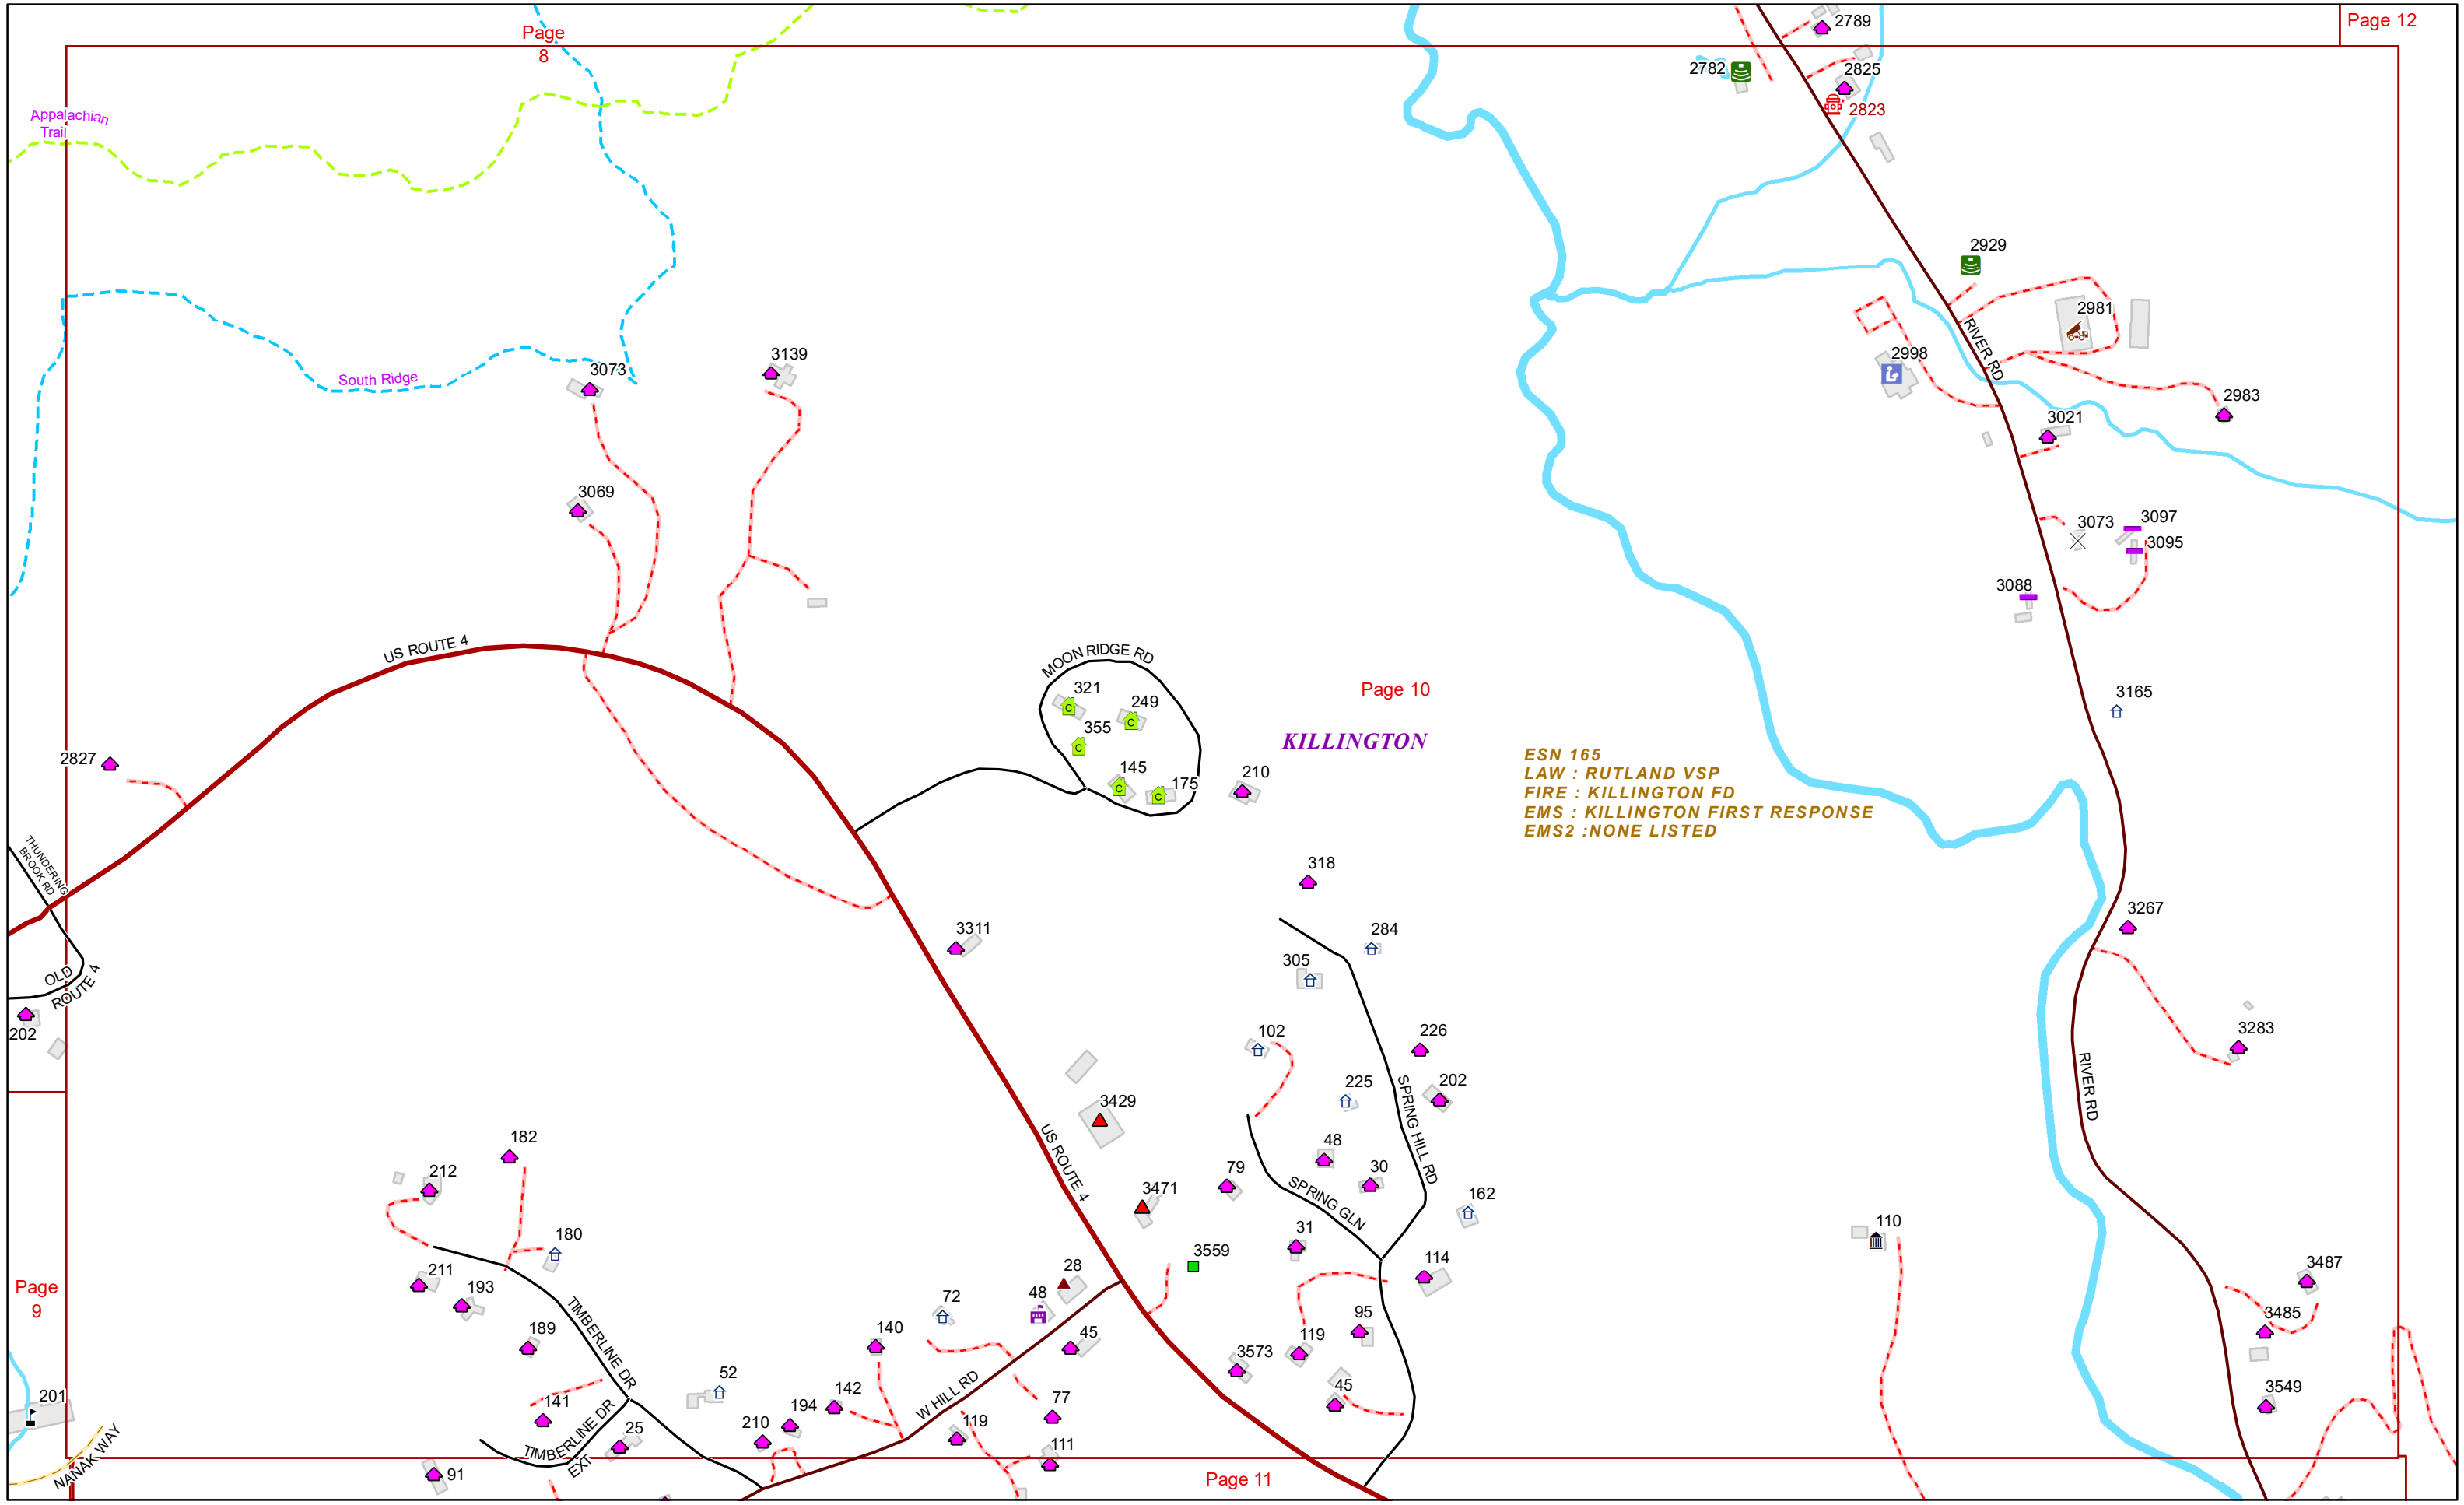 Page 12
2789
Page
8
2782
2825
2823
Appalachian
Trail
2929
2981
RIVER RD
2998
3139
3073
South Ridge
2983
3021
3069
3073
3097
3095
3088
US ROUTE 4
MOON RIDGE RD
321
249
355
145
175
210
Page 10
KILLINGTON
3165
2827
ESN 165
LAW : RUTLAND VSP
FIRE : KILLINGTON FD
EMS : KILLINGTON FIRST RESPONSE
EMS2 :NONE LISTED
THUNDERING
BROOK RD
318
3311
284
305
3267
OLD
ROUTE 4
202
102
226
3283
225
202
SPRING HILL RD
RIVER RD
3429
US ROUTE 4
182
212
48
30
79
3471
SPRING GLN
162
31
110
180
3559
114
211
193
28
3487
Page
9
72
48
TIMBERLINE DR
189
140
45
95
119
3485
3573
52
201
141
142
W HILL RD
77
45
3549
194
210
119
25
TIMBERLINE DR
EXT
111
NANAK WAY
91
Page 11